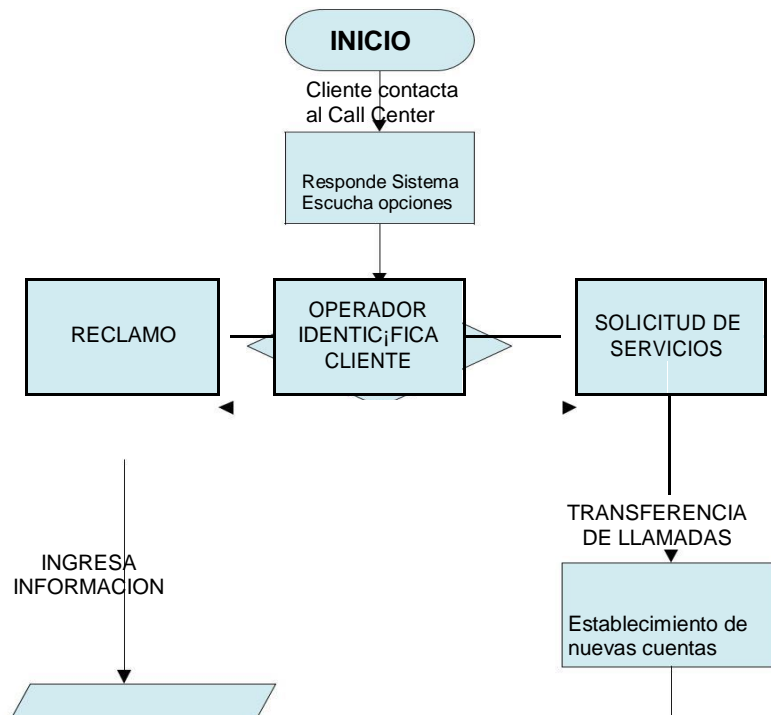 INICIO
Cliente contacta
al Call Center
Responde Sistema
Escucha opciones
RECLAMO
OPERADOR
IDENTIC¡FICA
CLIENTE
SOLICITUD DE
SERVICIOS
TRANSFERENCIA
DE LLAMADAS
INGRESA
INFORMACION
Establecimiento de
nuevas cuentas